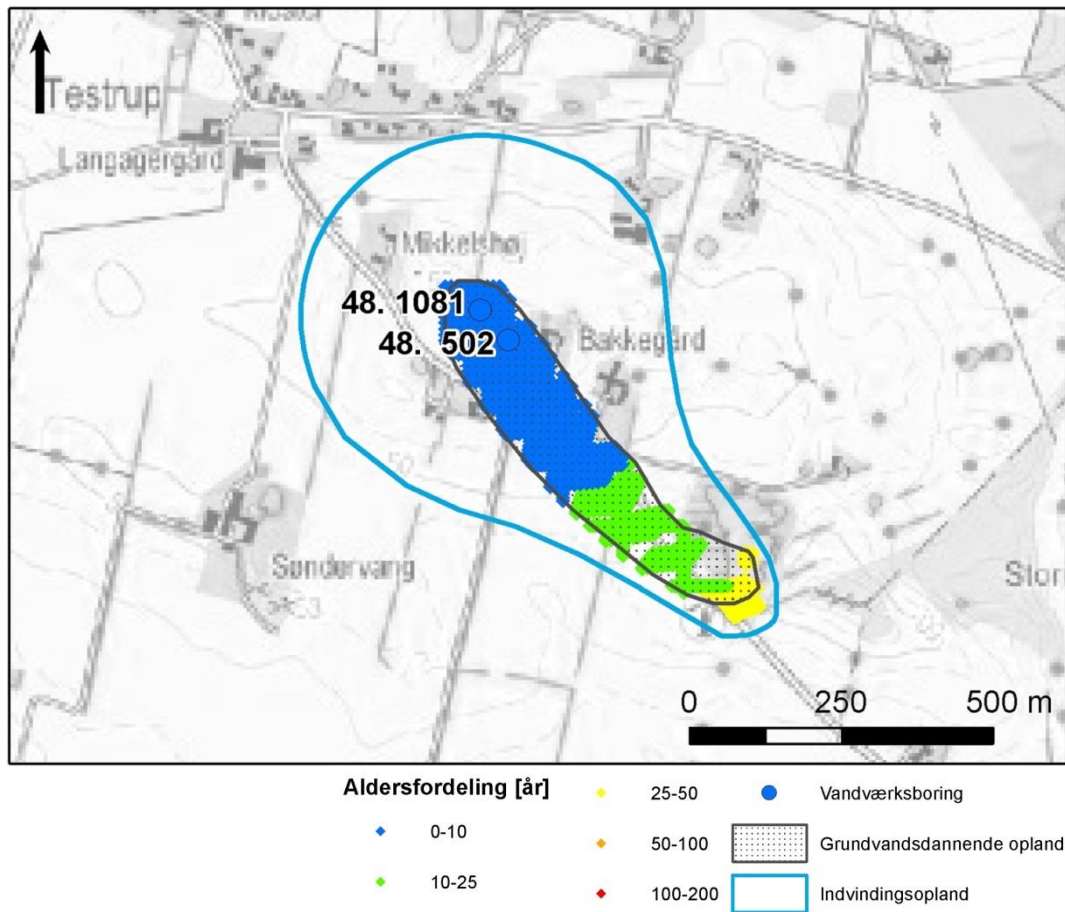 Testrup
Langagergård
Mikkelshøj
48. 1081
48. 502
Bakkegård
Søndervang
Stor
0 250 500 m
Aldersfordeling [år]
0-10
10-25
25-50
50-100
100-200
Vandværksboring
Grundvandsdannende opland
Indvindingsopland